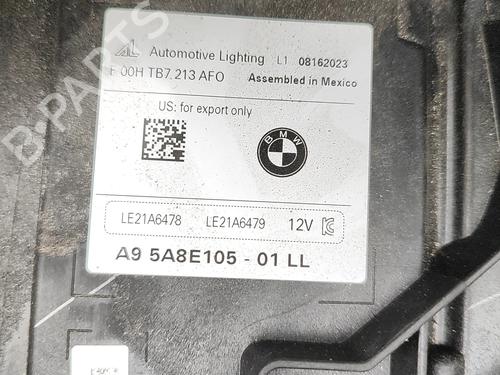 AL Automotive Lighting L1 08162023
F 00H TB7.213 AFO Assembled in Mexico
US: for export only
BMW
LE21A6478 LE21A6479 12V
A9 5A8E105 - 01 LL
B-PARTS